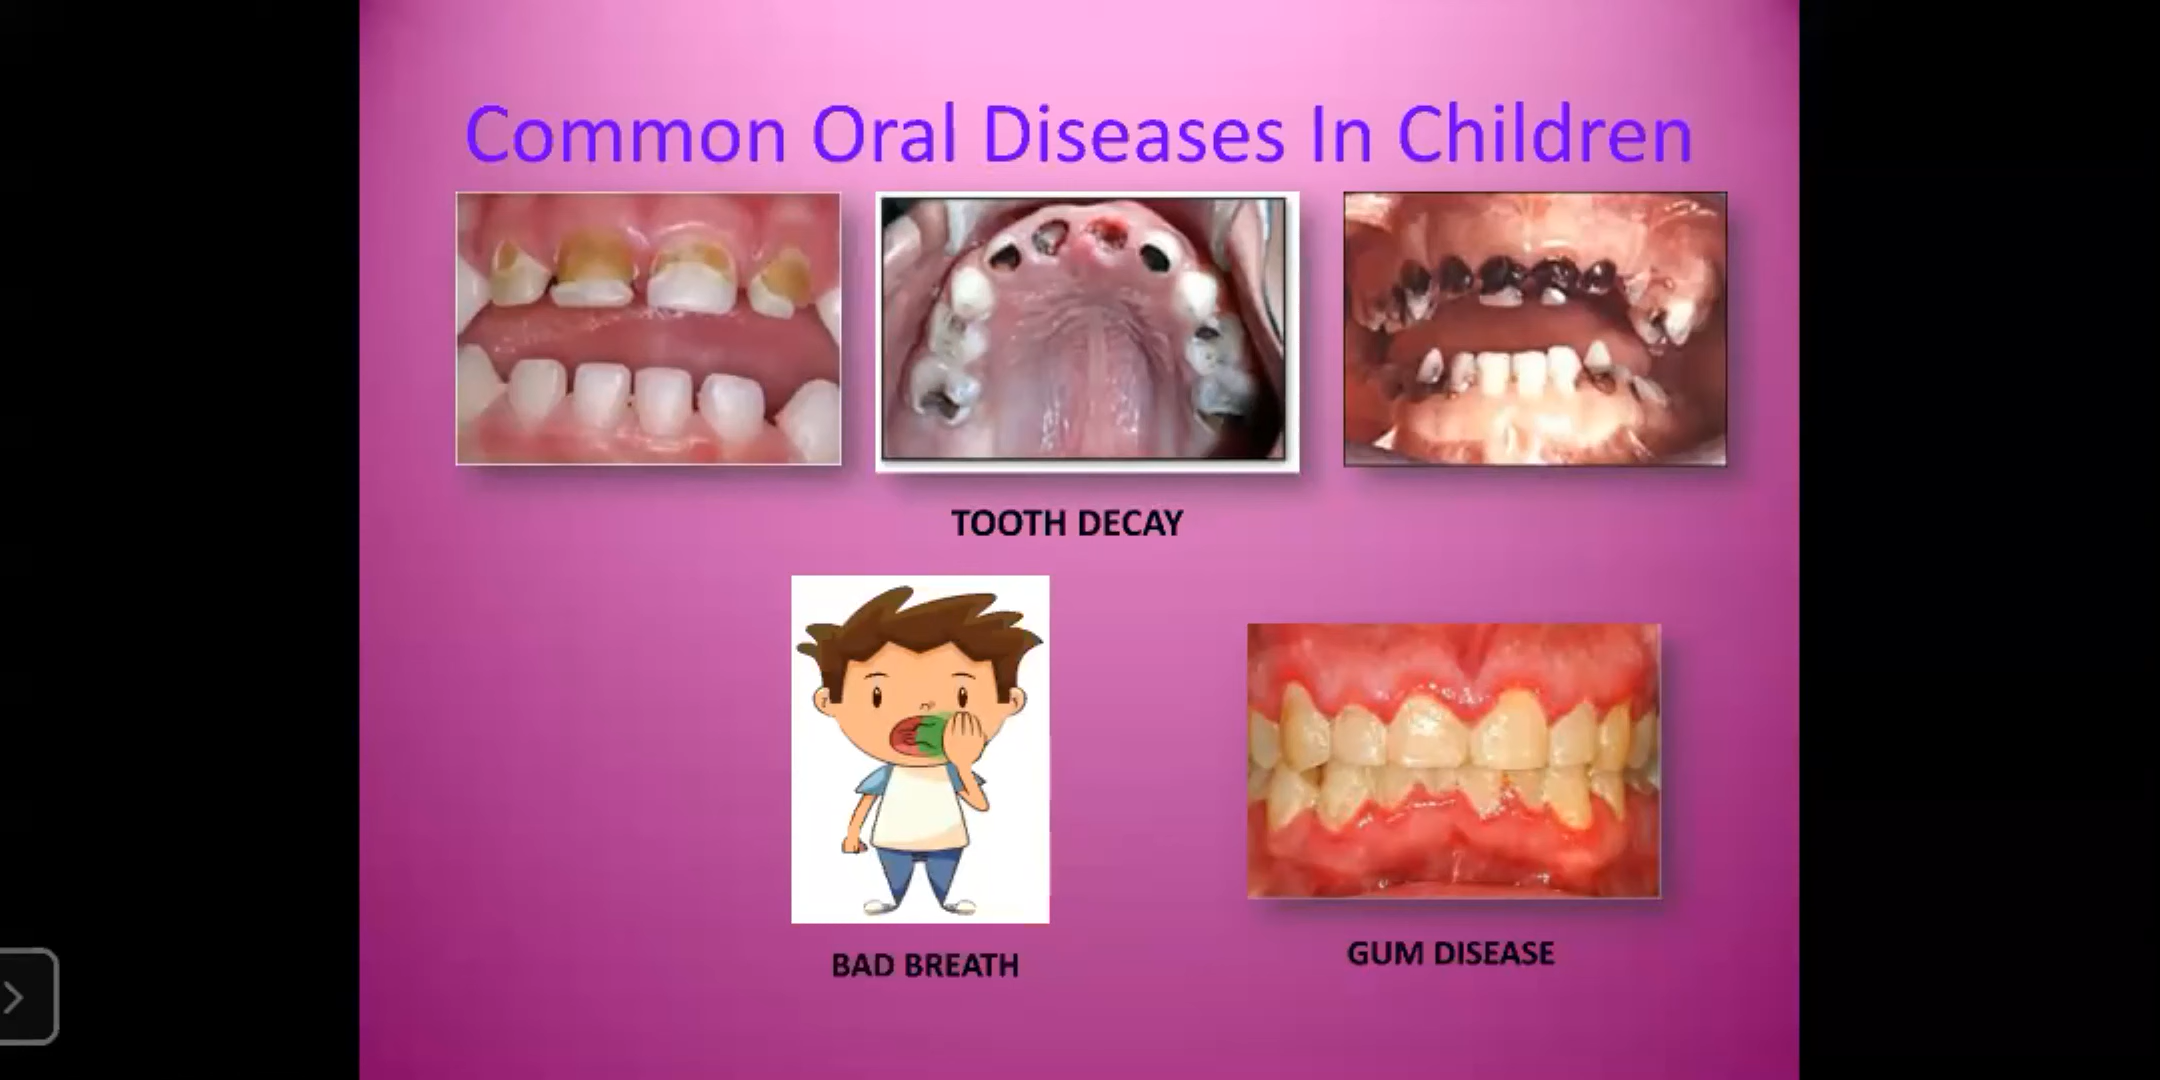 Common Oral Diseases In Children
TOOTH DECAY
BAD BREATH
GUM DISEASE